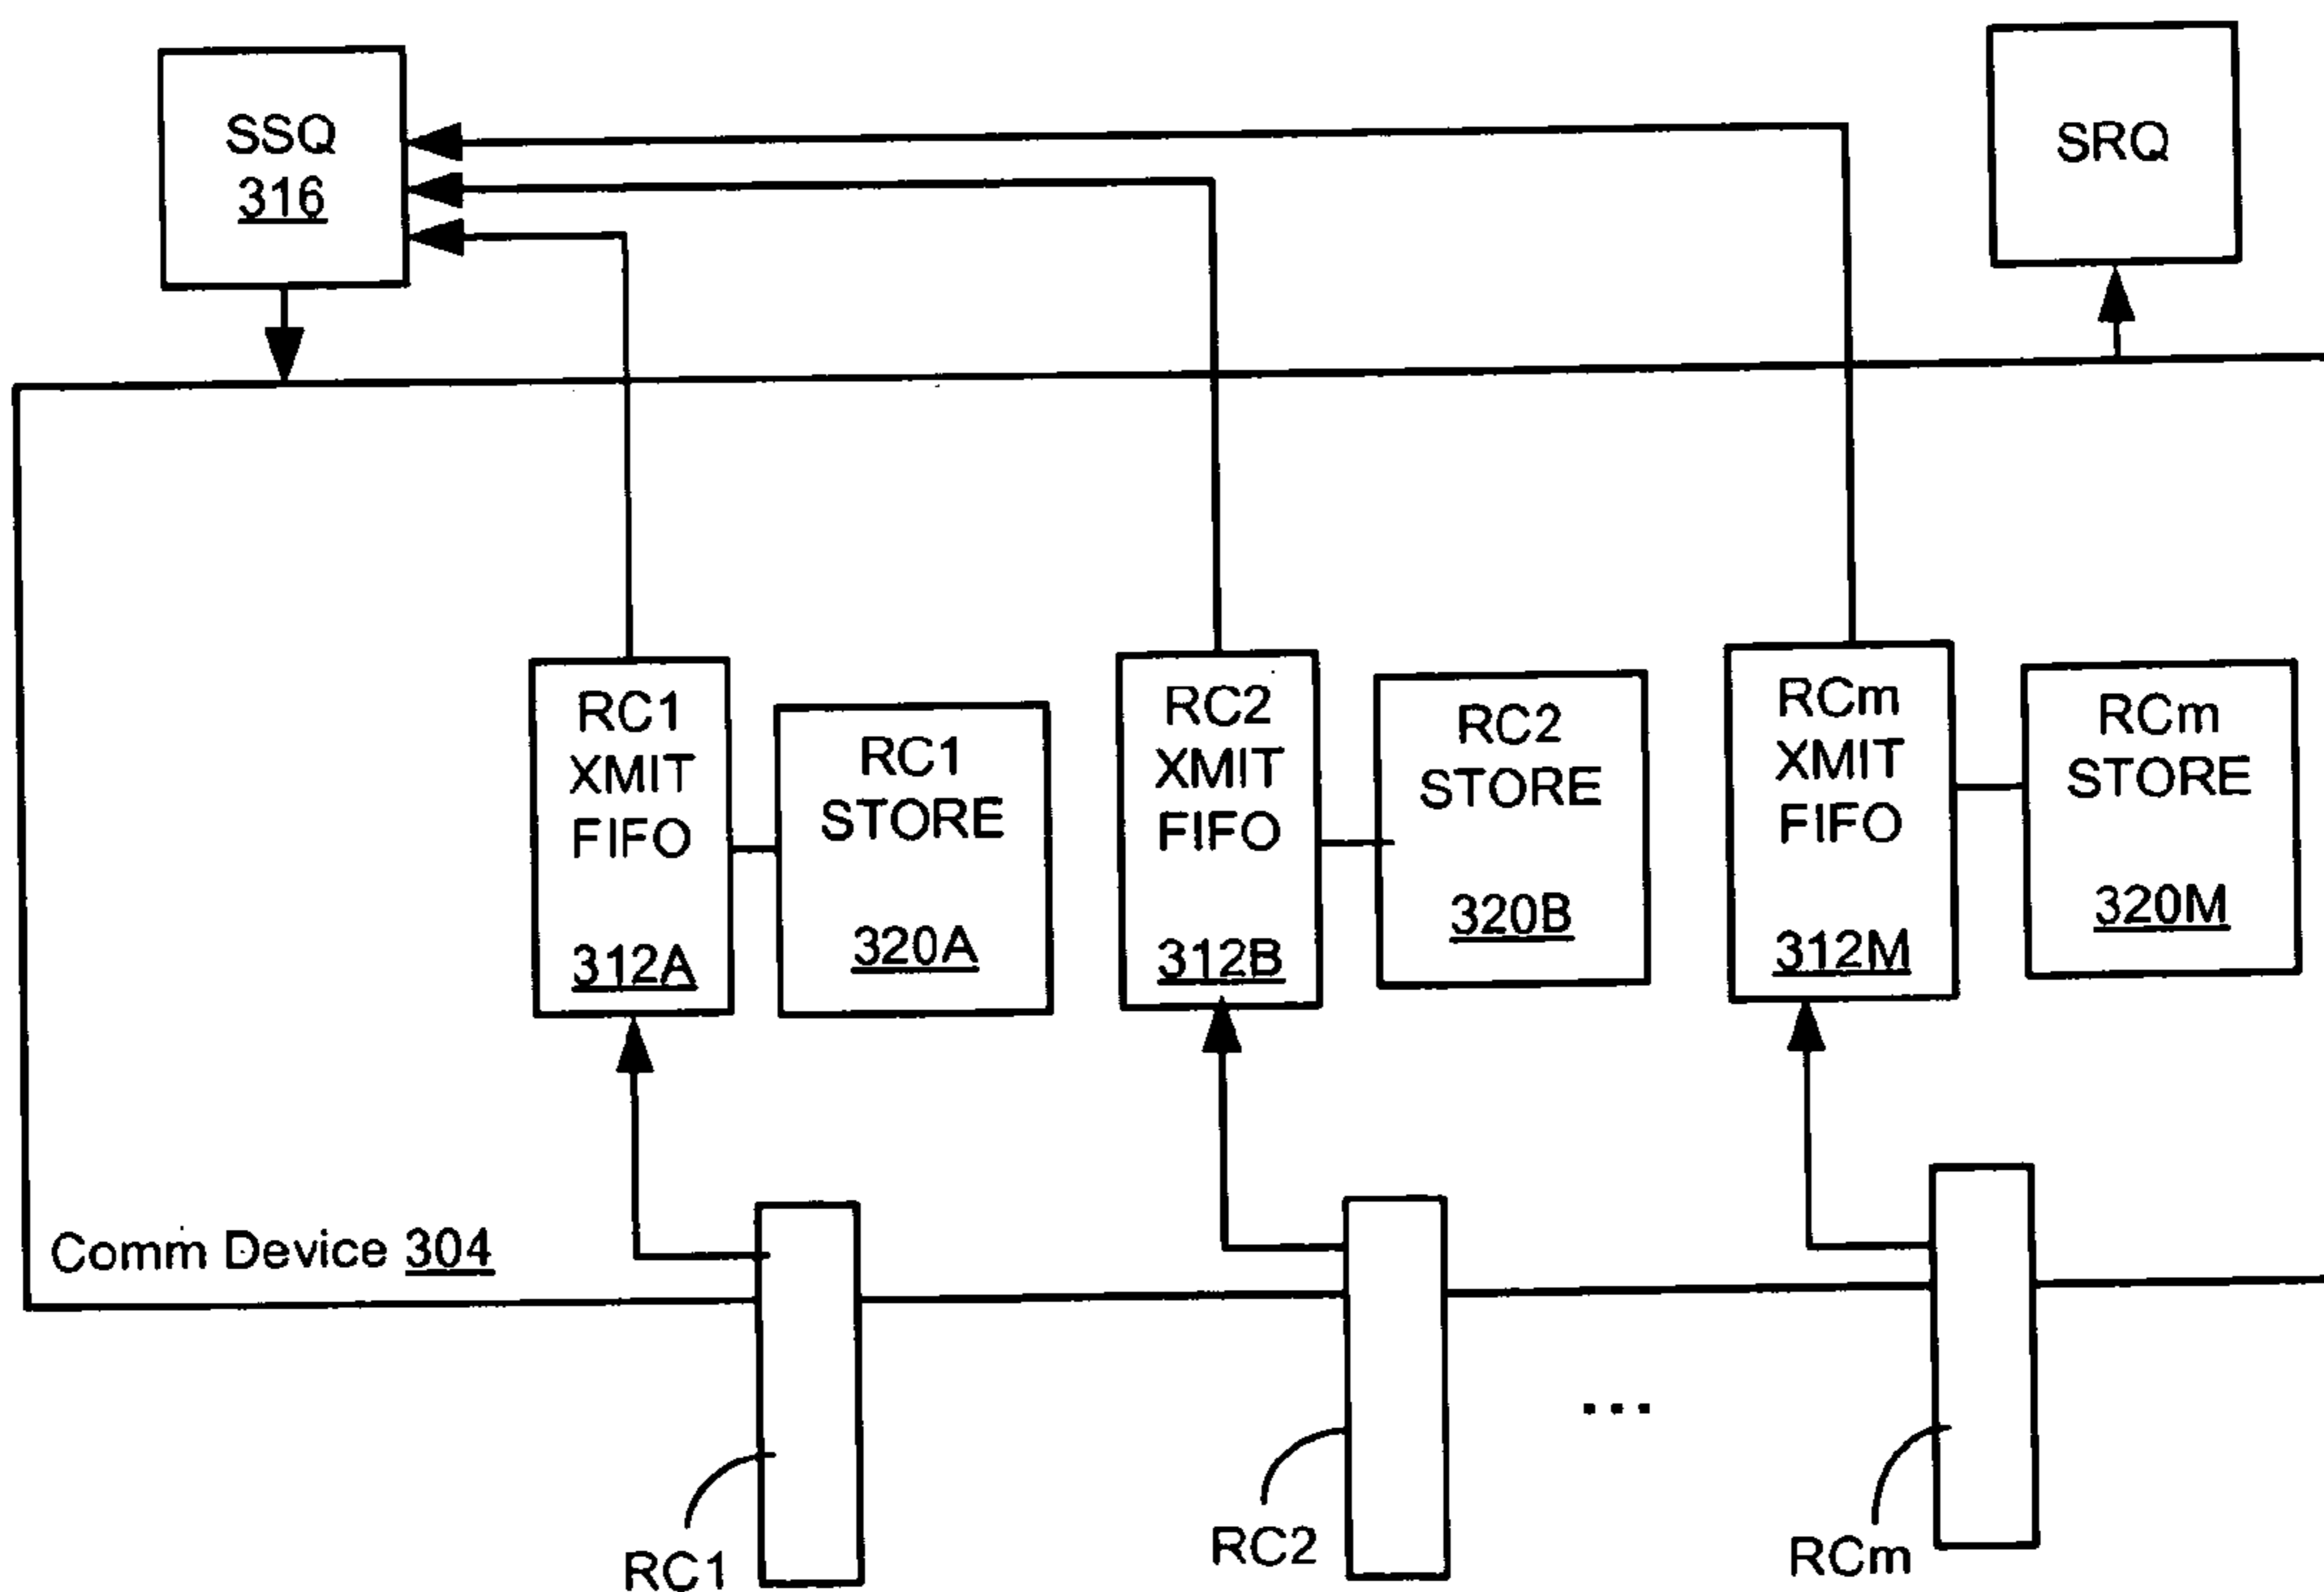 SSQ
316
SRQ
RC1
XMIT
FIFO
312A
RC1
STORE
320A
RC2
XMIT
FIFO
312B
RC2
STORE
320B
RCm
XMIT
FIFO
312M
RCm
STORE
320M
Comm Device 304
...
RC1
RC2
RCm